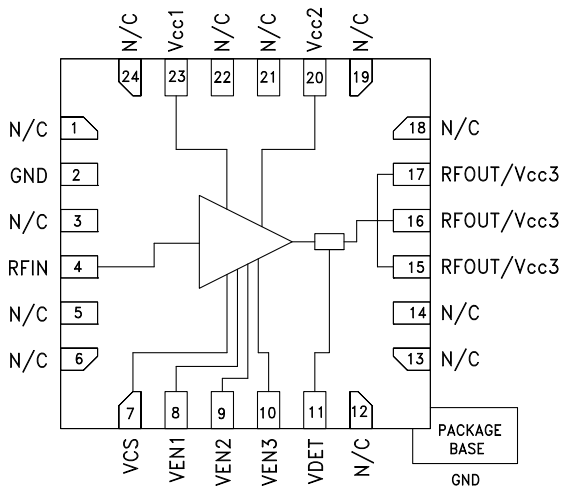 N/C
Vcc1
N/C
N/C
Vcc2
N/C
24
23
22
21
20
19
N/C
1
18
N/C
GND
2
17
RFOUT/Vcc3
N/C
3
16
RFOUT/Vcc3
RFIN
4
15
RFOUT/Vcc3
N/C
5
14
N/C
N/C
6
13
N/C
7
8
9
10
11
12
VCS
VEN1
VEN2
VEN3
VDET
N/C
PACKAGE
BASE
GND